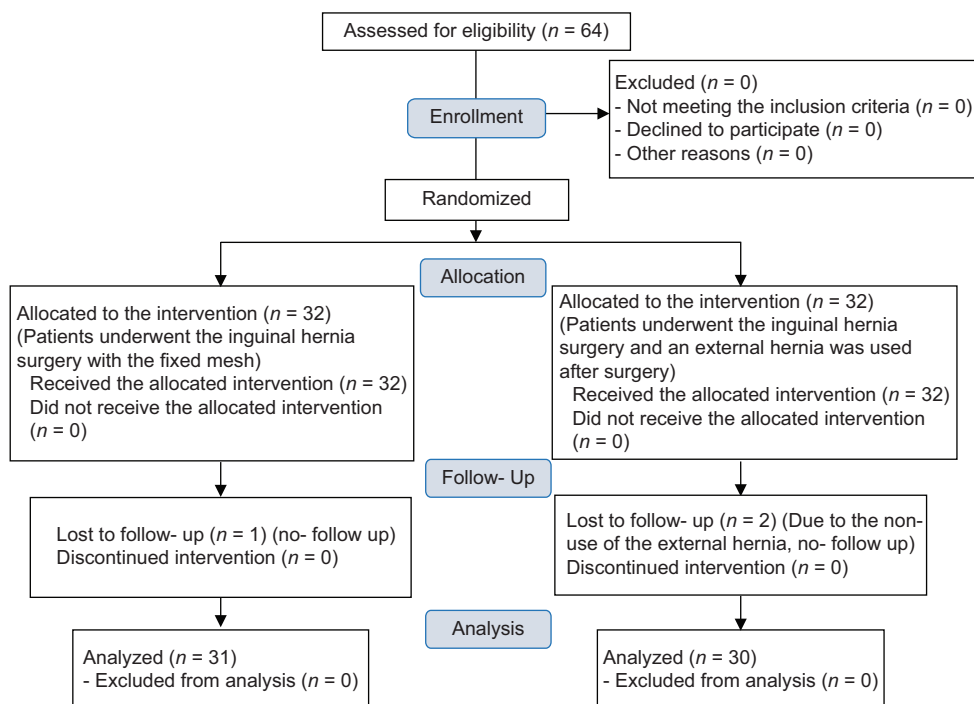 Assessed for eligibility (n = 64)
Excluded (n = 0)
- Not meeting the inclusion criteria (n = 0)
- Declined to participate (n = 0)
- Other reasons (n = 0)
Enrollment
Randomized
Allocation
Allocated to the intervention (n = 32)
(Patients underwent the inguinal hernia
surgery with the fixed mesh)
Received the allocated intervention (n = 32)
Did not receive the allocated intervention
(n = 0)
Allocated to the intervention (n = 32)
(Patients underwent the inguinal hernia
surgery and an external hernia was used
after surgery)
Received the allocated intervention (n = 32)
Did not receive the allocated intervention
(n = 0)
Follow- Up
Lost to follow- up (n = 1) (no- follow up)
Discontinued intervention (n = 0)
Lost to follow- up (n = 2) (Due to the non-
use of the external hernia, no- follow up)
Discontinued intervention (n = 0)
Analysis
Analyzed (n = 31)
- Excluded from analysis (n = 0)
Analyzed (n = 30)
- Excluded from analysis (n = 0)